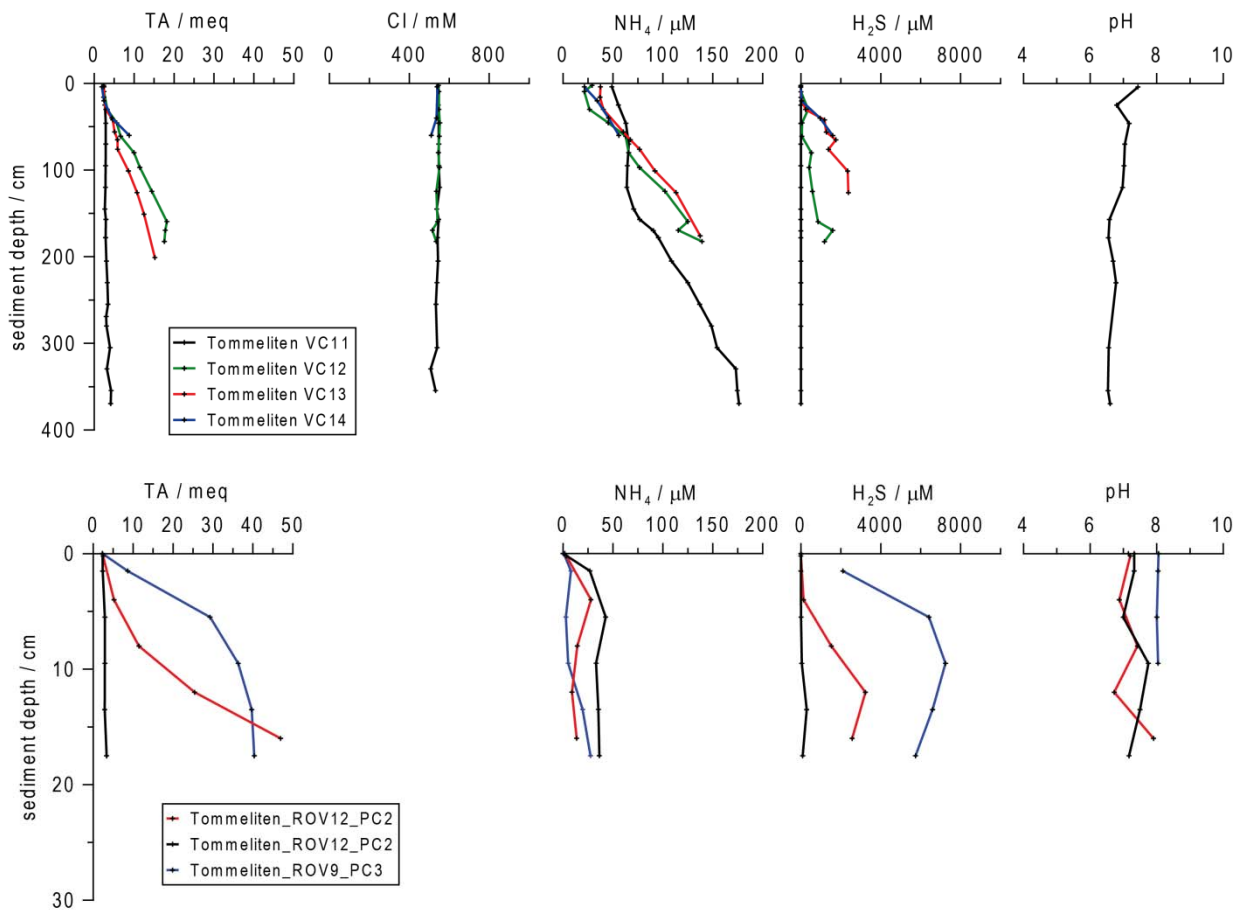 TA / meq Cl / mM NH₄ / μM H₂S / μM pH
0 10 20 30 40 50 0 400 800 0 50 100 150 200 0 4000 8000 4 6 8 10
0
100
200
300
400
sediment depth / cm
Tommeliten VC11
Tommeliten VC12
Tommeliten VC13
Tommeliten VC14
TA / meq NH₄ / μM H₂S / μM pH
0 10 20 30 40 50 0 50 100 150 200 0 4000 8000 4 6 8 10
0
10
20
30
sediment depth / cm
Tommeliten_ROV12_PC2
Tommeliten_ROV12_PC2
Tommeliten_ROV9_PC3